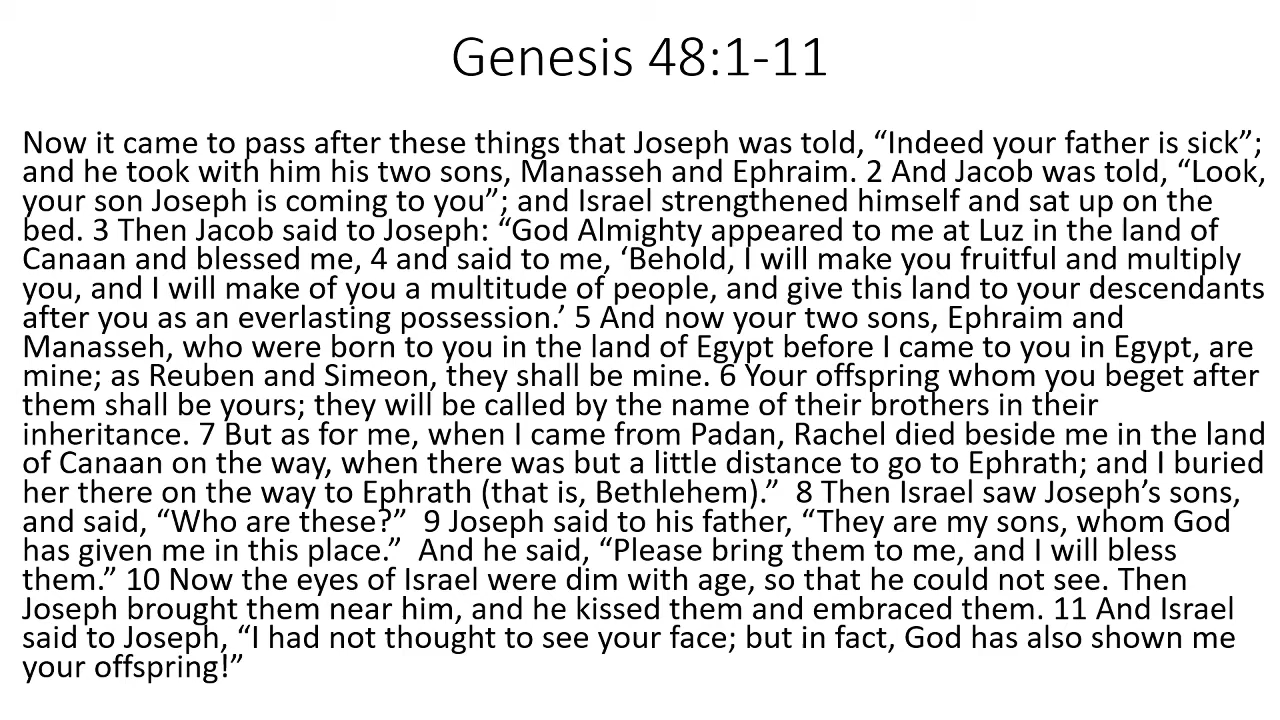 Genesis 48:1-11
Now it came to pass after these things that Joseph was told, “Indeed your father is sick”;
and he took with him his two sons, Manasseh and Ephraim. 2 And Jacob was told, “Look,
your son Joseph is coming to you”; and Israel strengthened himself and sat up on the
bed. 3 Then Jacob said to Joseph: “God Almighty appeared to me at Luz in the land of
Canaan and blessed me, 4 and said to me, ‘Behold, I will make you fruitful and multiply
you, and I will make of you a multitude of people, and give this land to your descendants
after you as an everlasting possession.’ 5 And now your two sons, Ephraim and
Manasseh, who were born to you in the land of Egypt before I came to you in Egypt, are
mine; as Reuben and Simeon, they shall be mine. 6 Your offspring whom you beget after
them shall be yours; they will be called by the name of their brothers in their
inheritance. 7 But as for me, when I came from Padan, Rachel died beside me in the land
of Canaan on the way, when there was but a little distance to go to Ephrath; and I buried
her there on the way to Ephrath (that is, Bethlehem).”  8 Then Israel saw Joseph’s sons,
and said, “Who are these?”  9 Joseph said to his father, “They are my sons, whom God
has given me in this place.”  And he said, “Please bring them to me, and I will bless
them.” 10 Now the eyes of Israel were dim with age, so that he could not see. Then
Joseph brought them near him, and he kissed them and embraced them. 11 And Israel
said to Joseph, “I had not thought to see your face; but in fact, God has also shown me
your offspring!”